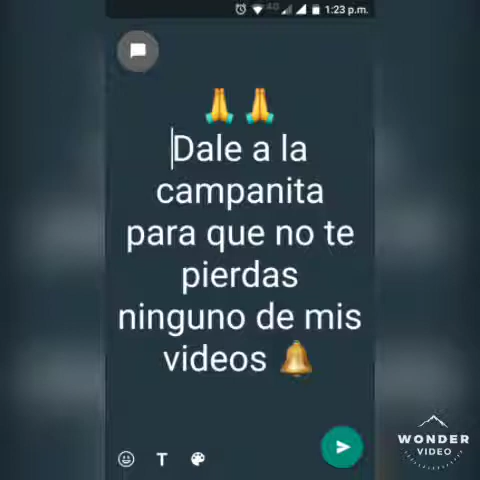 1:23 p.m.
🙏 🙏
Dale a la
campanita
para que no te
pierdas
ninguno de mis
videos 🔔
T
WONDER
VIDEO